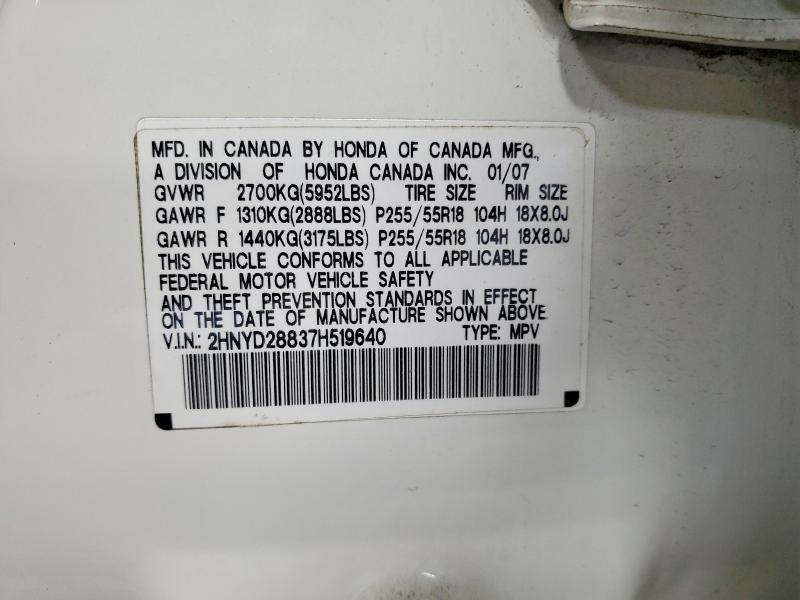 MFD. IN CANADA BY HONDA OF CANADA MFG.,
A DIVISION OF HONDA CANADA INC. 01/07
GVWR 2700KG(5952LBS) TIRE SIZE RIM SIZE
GAWR F 1310KG(2888LBS) P255/55R18 104H 18X8.0J
GAWR R 1440KG(3175LBS) P255/55R18 104H 18X8.0J
THIS VEHICLE CONFORMS TO ALL APPLICABLE
FEDERAL MOTOR VEHICLE SAFETY
AND THEFT PREVENTION STANDARDS IN EFFECT
ON THE DATE OF MANUFACTURE SHOWN ABOVE
V.I.N.: 2HNYD28837H519640 TYPE: MPV